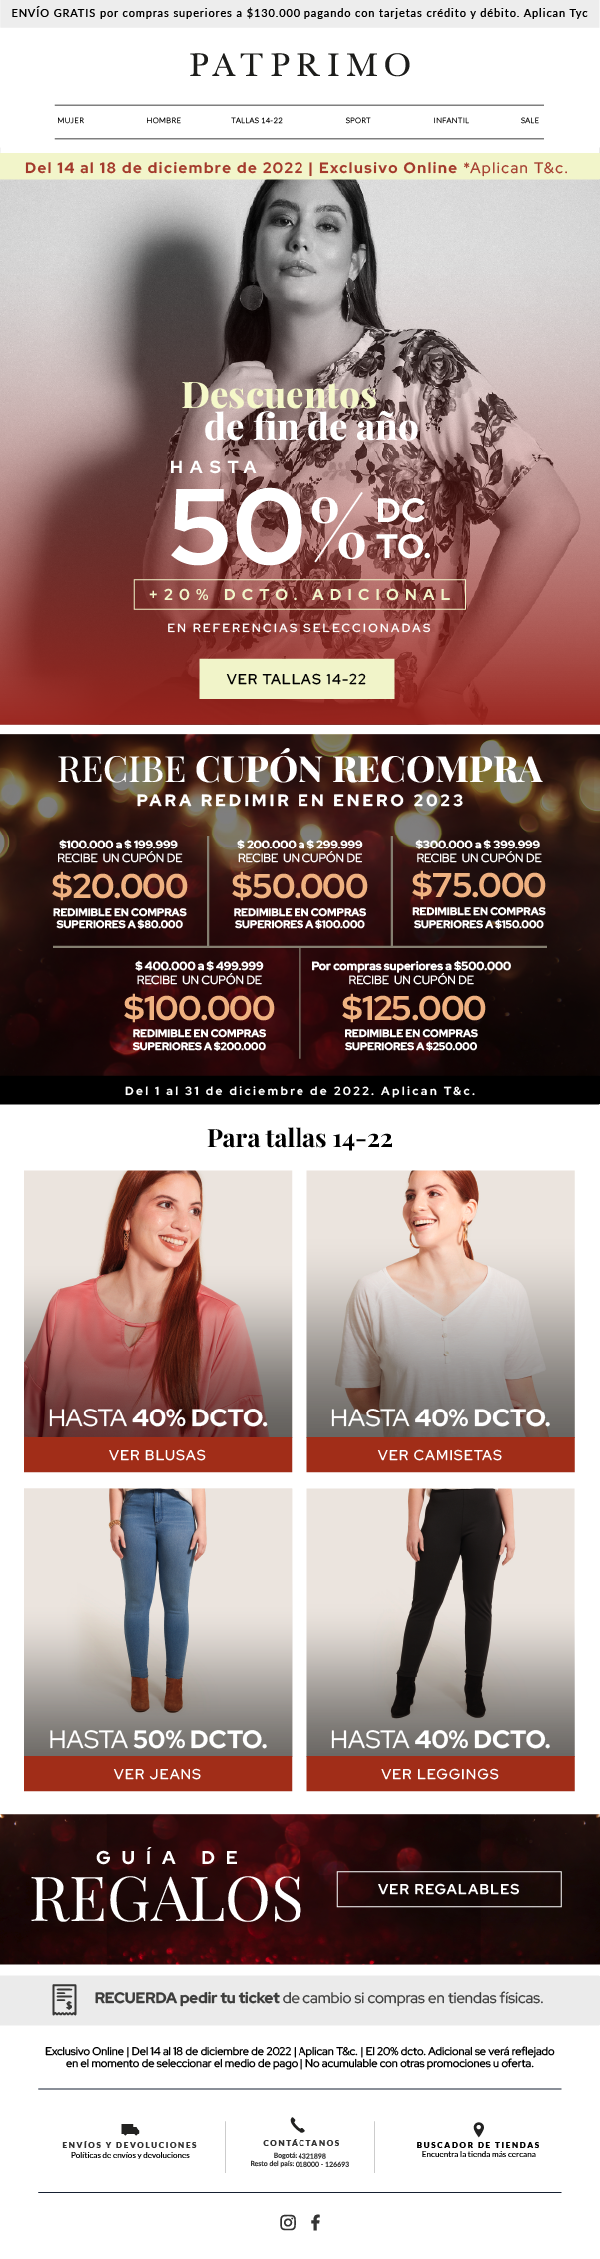 ENVÍO GRATIS por compras superiores a $130.000 pagando con tarjetas crédito y débito. Aplican Tyc
PATPRIMO
MUJER HOMBRE TALLAS 14-22 SPORT INFANTIL SALE
Del 14 al 18 de diciembre de 2022 | Exclusivo Online *Aplican T&c.
Descuentos
de fin de año
HASTA
50% DC
TO.
+20% DCTO. ADICIONAL
EN REFERENCIAS SELECCIONADAS
VER TALLAS 14-22
RECIBE CUPÓN RECOMPRA
PARA REDIMIR EN ENERO 2023
$100.000 a $ 199.999
RECIBE UN CUPÓN DE
$20.000
REDIMIBLE EN COMPRAS
SUPERIORES A $80.000
$ 200.000 a $ 299.999
RECIBE UN CUPÓN DE
$50.000
REDIMIBLE EN COMPRAS
SUPERIORES A $100.000
$300.000 a $ 399.999
RECIBE UN CUPÓN DE
$75.000
REDIMIBLE EN COMPRAS
SUPERIORES A $150.000
$ 400.000 a $ 499.999
RECIBE UN CUPÓN DE
$100.000
REDIMIBLE EN COMPRAS
SUPERIORES A $200.000
Por compras superiores a $500.000
RECIBE UN CUPÓN DE
$125.000
REDIMIBLE EN COMPRAS
SUPERIORES A $250.000
Del 1 al 31 de diciembre de 2022. Aplican T&c.
Para tallas 14-22
HASTA 40% DCTO.
VER BLUSAS
HASTA 40% DCTO.
VER CAMISETAS
HASTA 50% DCTO.
VER JEANS
HASTA 40% DCTO.
VER LEGGINGS
GUÍA DE
REGALOS
VER REGALABLES
RECUERDA pedir tu ticket de cambio si compras en tiendas físicas.
Exclusivo Online | Del 14 al 18 de diciembre de 2022 | Aplican T&c. | El 20% dcto. Adicional se verá reflejado
en el momento de seleccionar el medio de pago | No acumulable con otras promociones u oferta.
ENVÍOS Y DEVOLUCIONES
Políticas de envíos y devoluciones
CONTÁCTANOS
Bogotá: 4321898
Resto del país: 018000 - 126693
BUSCADOR DE TIENDAS
Encuentra la tienda más cercana